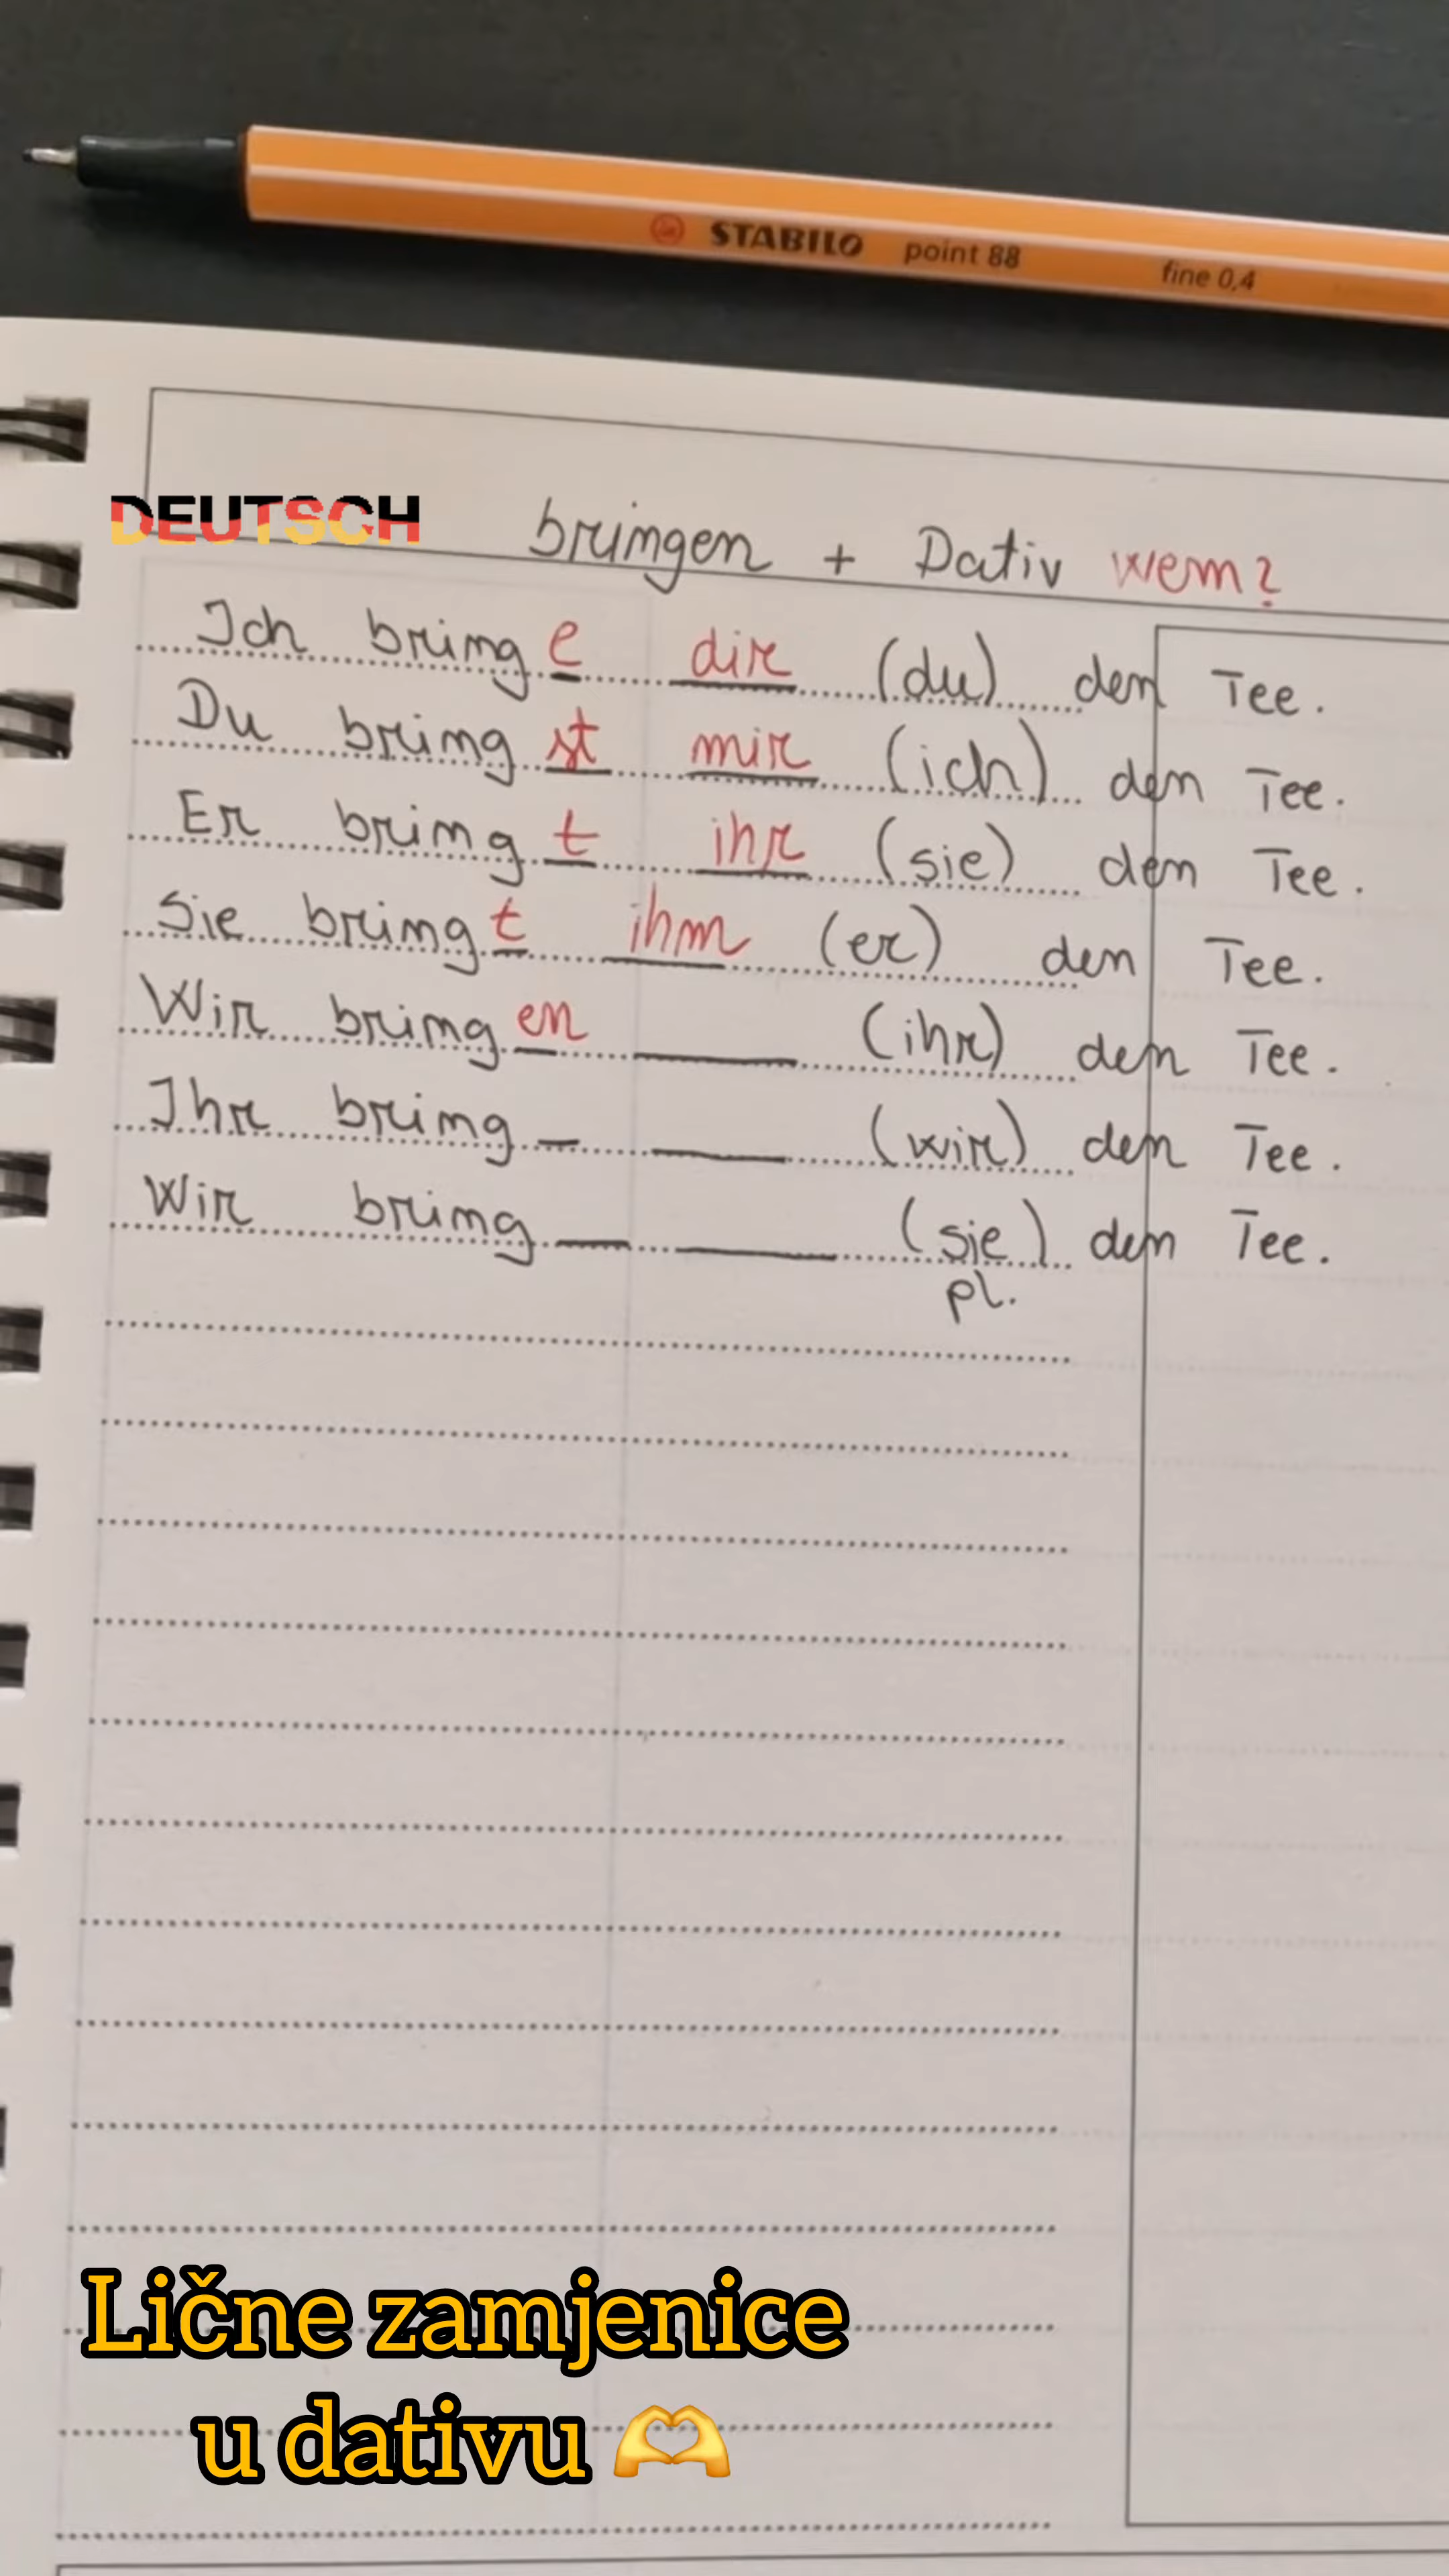 STABILO point 88 fine 0,4
DEUTSCH
bringen + Dativ wem?
Ich bringe dir (du) den Tee.
Du bringst mir (ich) den Tee.
Er bringt ihr (sie) den Tee.
Sie bringt ihm (er) den Tee.
Wir bringen ___ (ihr) den Tee.
Ihr bring_ ___ (wir) den Tee.
Wir bring_ ___ (sie) den Tee.
pl.
Lične zamjenice
u dativu 🫶